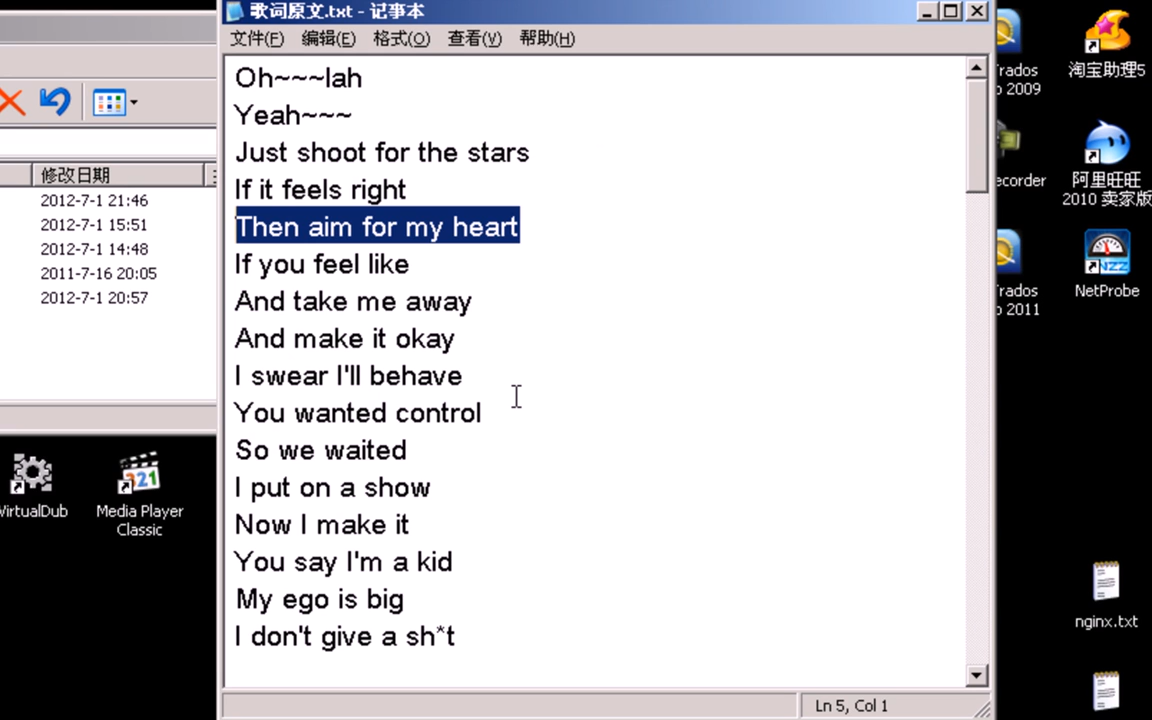 歌词原文.txt - 记事本
文件(F) 编辑(E) 格式(O) 查看(V) 帮助(H)
Oh~~~lah
Yeah~~~
Just shoot for the stars
If it feels right
Then aim for my heart
If you feel like
And take me away
And make it okay
I swear I'll behave
You wanted control
So we waited
I put on a show
Now I make it
You say I'm a kid
My ego is big
I don't give a sh*t
Ln 5, Col 1
修改日期
2012-7-1 21:46
2012-7-1 15:51
2012-7-1 14:48
2011-7-16 20:05
2012-7-1 20:57
VirtualDub
321
Media Player
Classic
rados
2009
ecorder
rados
2011
淘宝助理5
阿里旺旺
2010 卖家版
NetProbe
nginx.txt